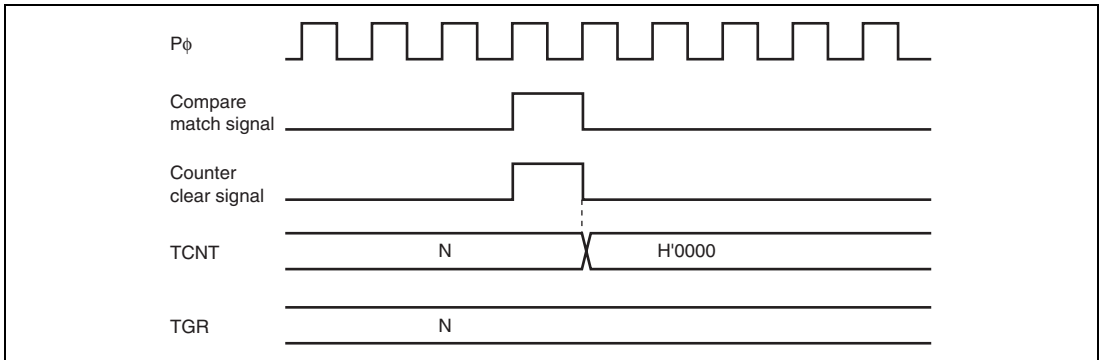 Pϕ
Compare
match signal
Counter
clear signal
TCNT
N
H'0000
TGR
N